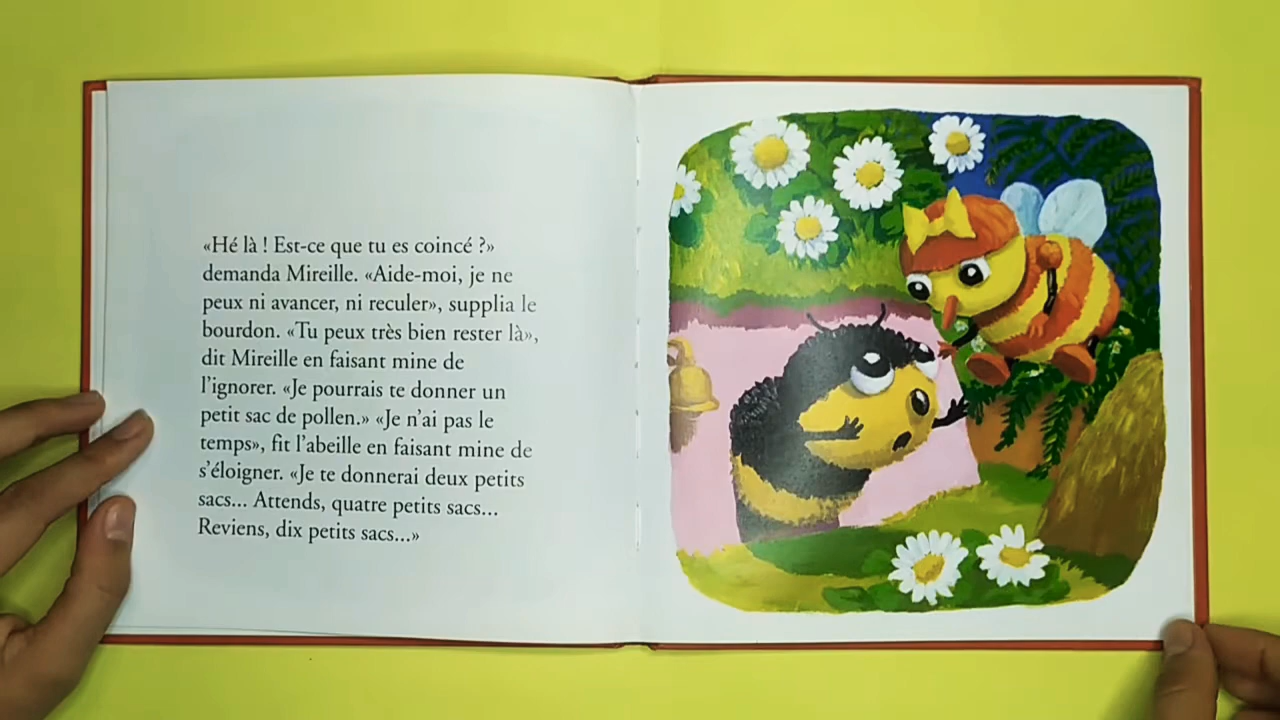 «Hé là ! Est-ce que tu es coincé ?»
demanda Mireille. «Aide-moi, je ne
peux ni avancer, ni reculer», supplia le
bourdon. «Tu peux très bien rester là»,
dit Mireille en faisant mine de
l’ignorer. «Je pourrais te donner un
petit sac de pollen.» «Je n’ai pas le
temps», fit l’abeille en faisant mine de
s’éloigner. «Je te donnerai deux petits
sacs... Attends, quatre petits sacs...
Reviens, dix petits sacs...»